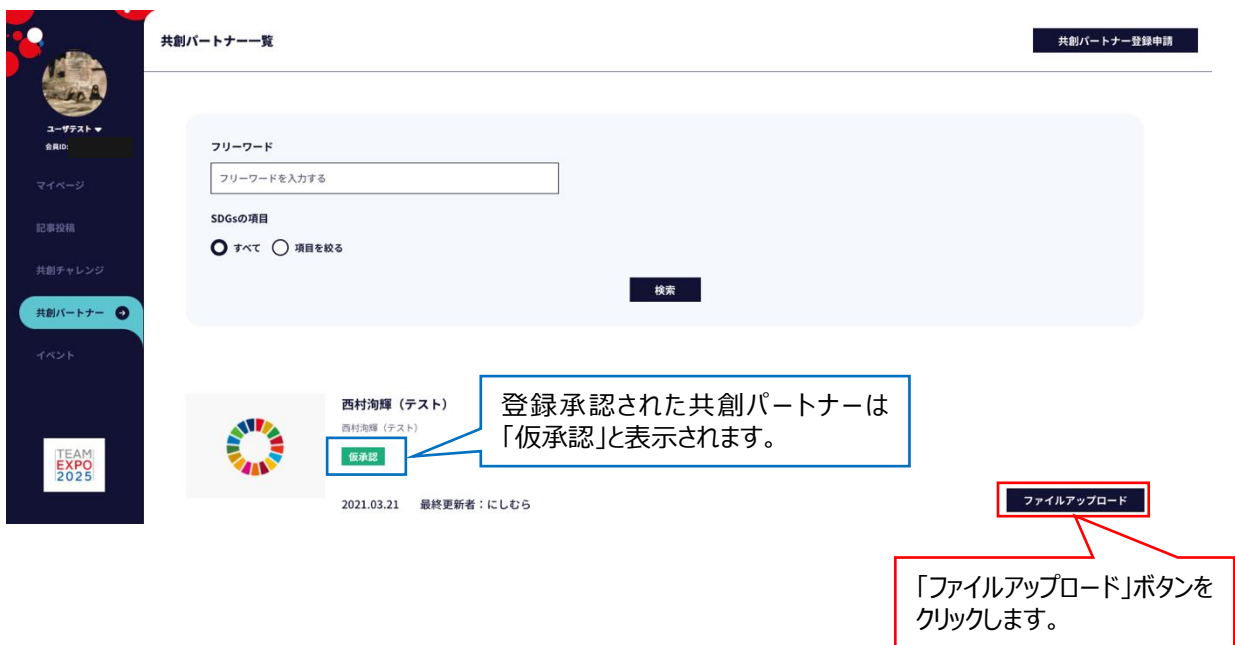 共創パートナー一覧
共創パートナー登録申請
ユーザテスト
会員ID:
マイページ
記事投稿
共創チャレンジ
共創パートナー
イベント
TEAM
EXPO
2025
フリーワード
フリーワードを入力する
SDGsの項目
すべて 項目を絞る
検索
西村洵輝（テスト）
西村洵輝（テスト）
仮承認
2021.03.21 最終更新者：にしむら
登録承認された共創パートナーは
「仮承認」と表示されます。
ファイルアップロード
「ファイルアップロード」ボタンを
クリックします。